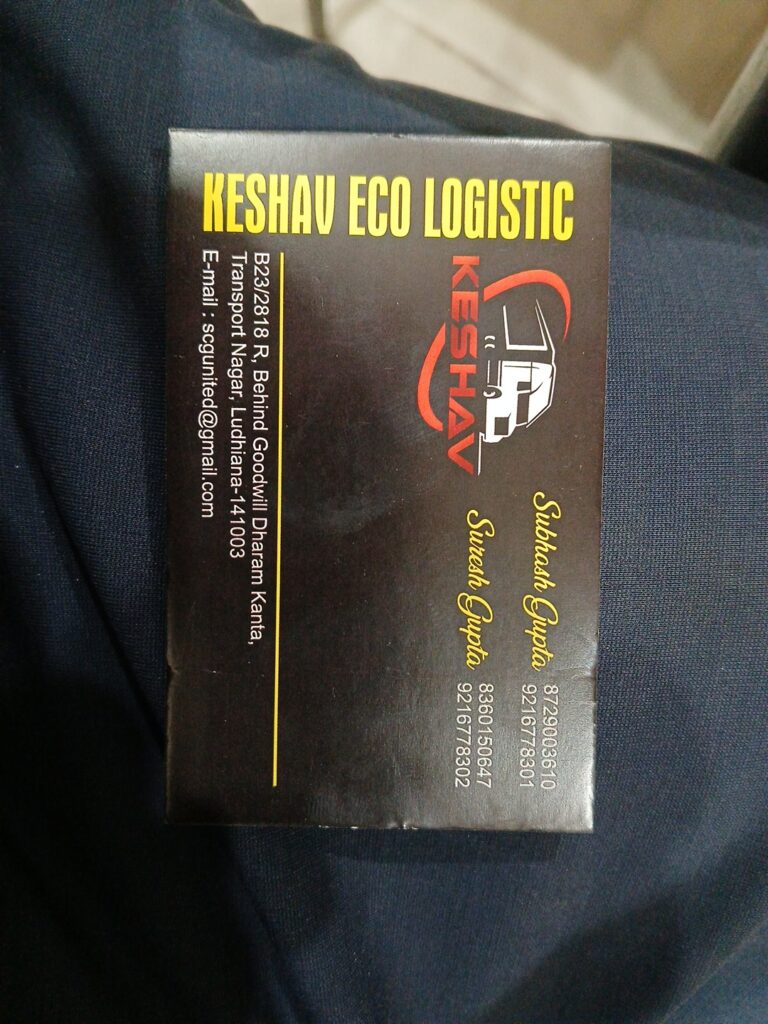 KESHAV ECO LOGISTIC
KESHAV
Subhash Gupta
8729003610
9216778301
Suresh Gupta
8360150647
9216778302
B23/2818 R, Behind Goodwill Dharam Kanta,
Transport Nagar, Ludhiana-141003
E-mail : scgunited@gmail.com